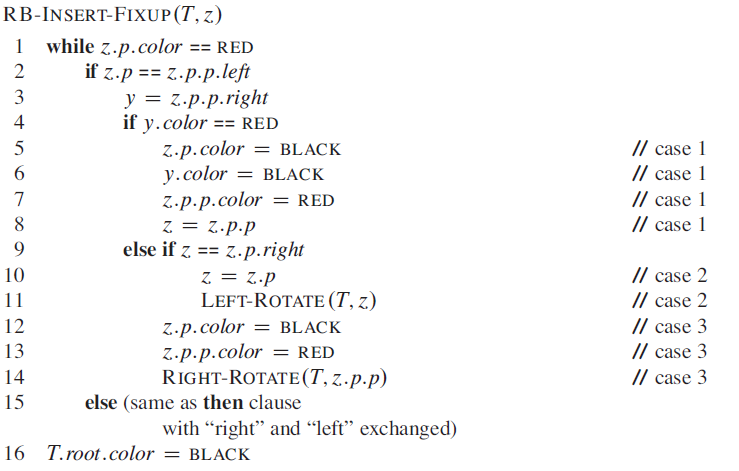 RB-INSERT-FIXUP(T, z)
1 while z.p.color == RED
2 if z.p == z.p.p.left
3 y = z.p.p.right
4 if y.color == RED
5 z.p.color = BLACK // case 1
6 y.color = BLACK // case 1
7 z.p.p.color = RED // case 1
8 z = z.p.p // case 1
9 else if z == z.p.right
10 z = z.p // case 2
11 LEFT-ROTATE(T, z) // case 2
12 z.p.color = BLACK // case 3
13 z.p.p.color = RED // case 3
14 RIGHT-ROTATE(T, z.p.p) // case 3
15 else (same as then clause
with “right” and “left” exchanged)
16 T.root.color = BLACK